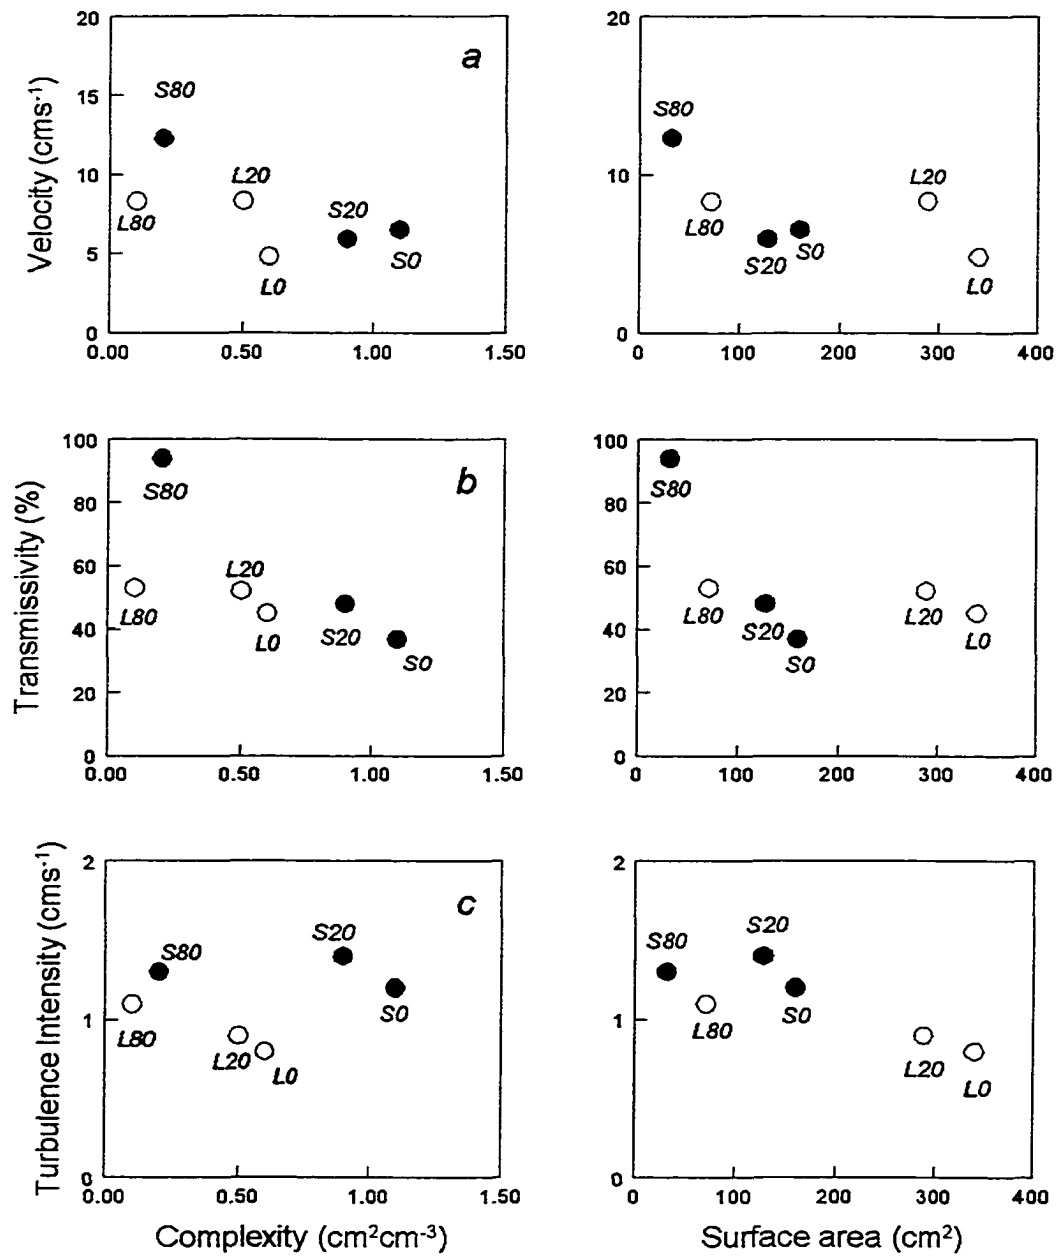 20
a
S80
15
Velocity (cms-1)
10
L20
L80
S20
5
S0
L0
0
0.00 0.50 1.00 1.50
20
S80
10
L20
L80
S20
S0
L0
0
0 100 200 300 400
100
b
80
S80
Transmissivity (%)
60
L20
L80
40
L0
S20
S0
20
0
0.00 0.50 1.00 1.50
100
80
S80
60
L80
L20
40
S20
L0
S0
20
0
0 100 200 300 400
2
c
S20
S80
Turbulence Intensity (cms-1)
1
L80
S0
L20
L0
0
0.00 0.50 1.00 1.50
Complexity (cm2cm-3)
2
S20
S80
1
L80
S0
L20
L0
0
0 100 200 300 400
Surface area (cm2)